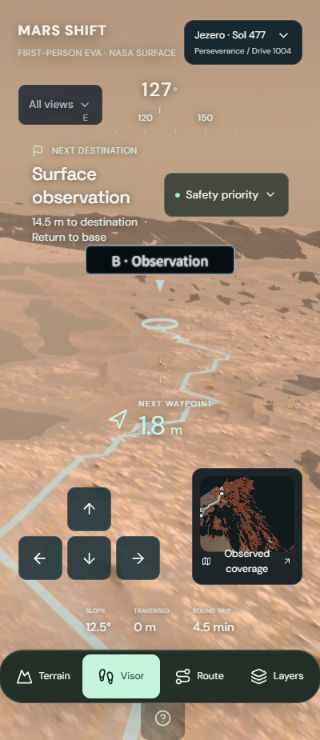 MARS SHIFT
FIRST-PERSON EVA · NASA SURFACE
Jezero · Sol 477
Perseverance / Drive 1004
All views
127°
E
120
150
NEXT DESTINATION
Surface
observation
14.5 m to destination ·
Return to base
Safety priority
B · Observation
NEXT WAYPOINT
1.8 m
Observed
coverage
SLOPE
TRAVERSED
ROUND TRIP
12.5°
0 m
4.5 min
Terrain
Visor
Route
Layers